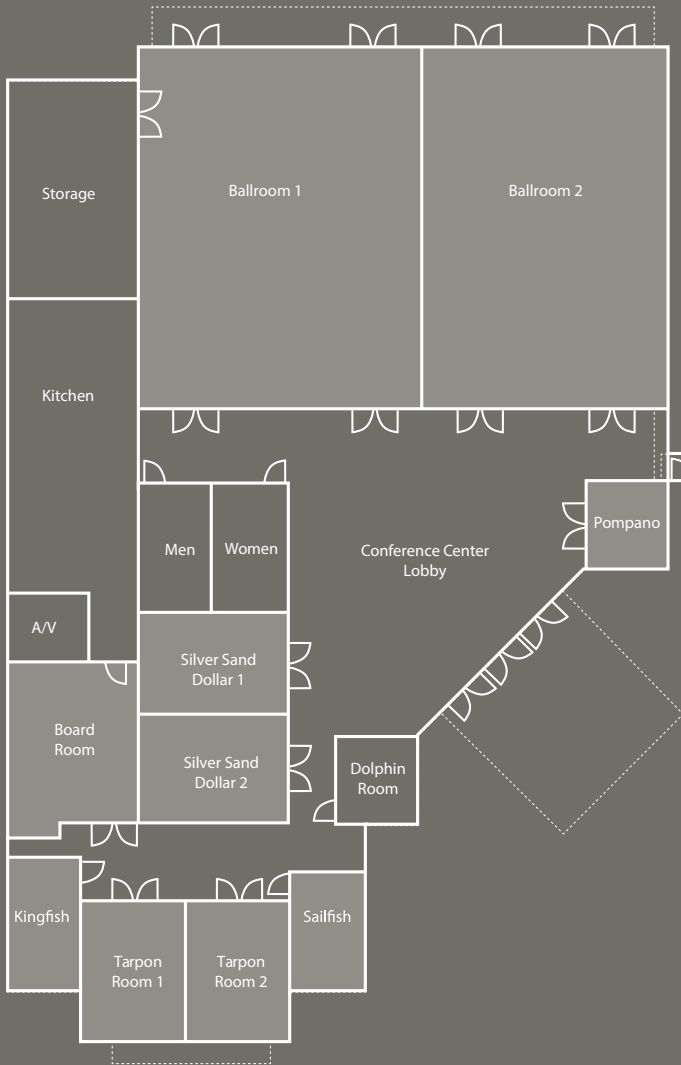 Ballroom 1
Ballroom 2
Storage
Kitchen
Pompano
Men
Women
Conference Center
Lobby
A/V
Silver Sand
Dollar 1
Board
Room
Silver Sand
Dollar 2
Dolphin
Room
Kingfish
Sailfish
Tarpon
Room 1
Tarpon
Room 2